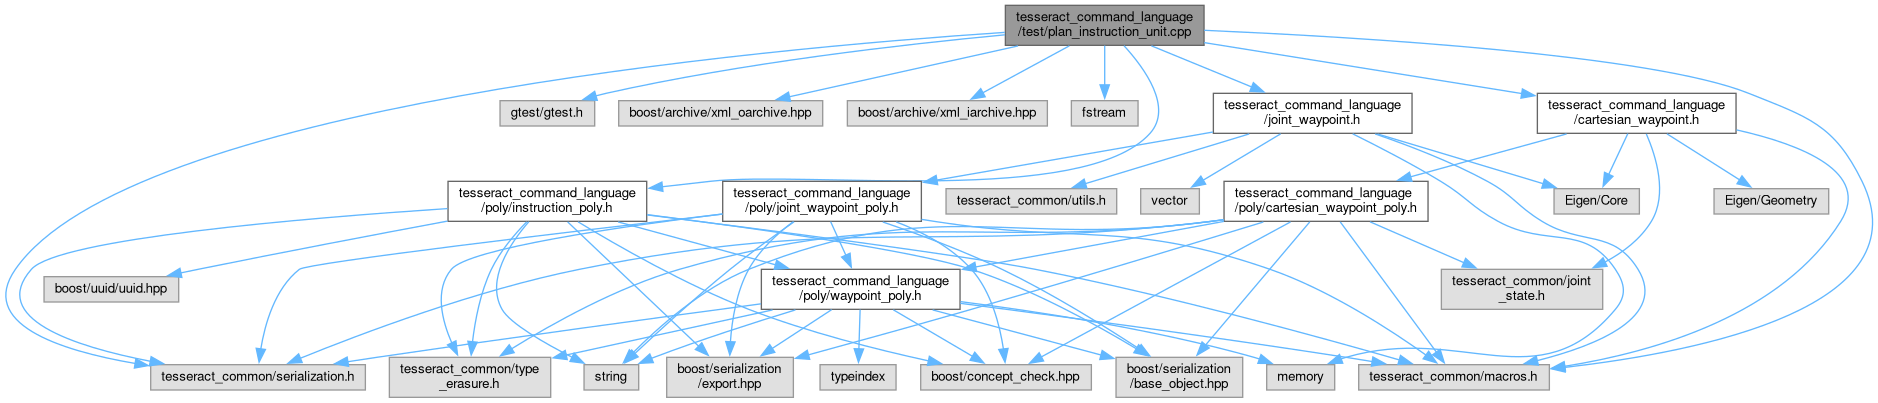 tesseract_command_language
/test/plan_instruction_unit.cpp
gtest/gtest.h
boost/archive/xml_oarchive.hpp
boost/archive/xml_iarchive.hpp
fstream
tesseract_command_language
/joint_waypoint.h
tesseract_command_language
/cartesian_waypoint.h
tesseract_command_language
/poly/instruction_poly.h
tesseract_command_language
/poly/joint_waypoint_poly.h
tesseract_common/utils.h
vector
tesseract_command_language
/poly/cartesian_waypoint_poly.h
Eigen/Core
Eigen/Geometry
boost/uuid/uuid.hpp
tesseract_command_language
/poly/waypoint_poly.h
tesseract_common/joint
_state.h
tesseract_common/serialization.h
tesseract_common/type
_erasure.h
string
boost/serialization
/export.hpp
typeindex
boost/concept_check.hpp
boost/serialization
/base_object.hpp
memory
tesseract_common/macros.h